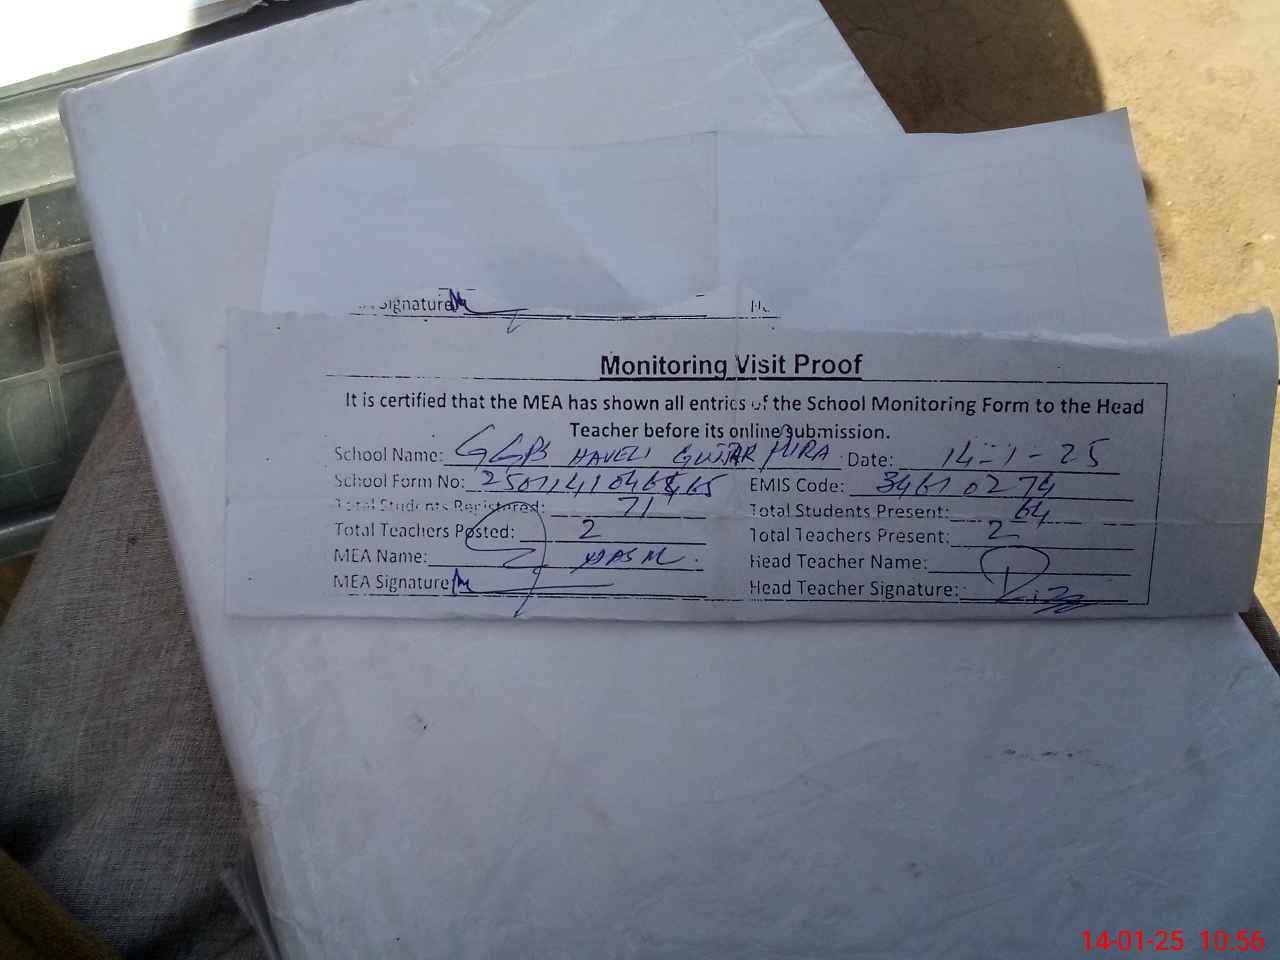 Signature
Monitoring Visit Proof
It is certified that the MEA has shown all entries of the School Monitoring Form to the Head
Teacher before its online submission.
School Name: GGPS HAVELI GUJJAR PIRA Date: 14-1-25
School Form No: EMIS Code: 34610274
Total Students Registered: 71 Total Students Present: 64
Total Teachers Posted: 2 Total Teachers Present: 2
MEA Name: Head Teacher Name:
MEA Signature Head Teacher Signature:
14-01-25 10:56